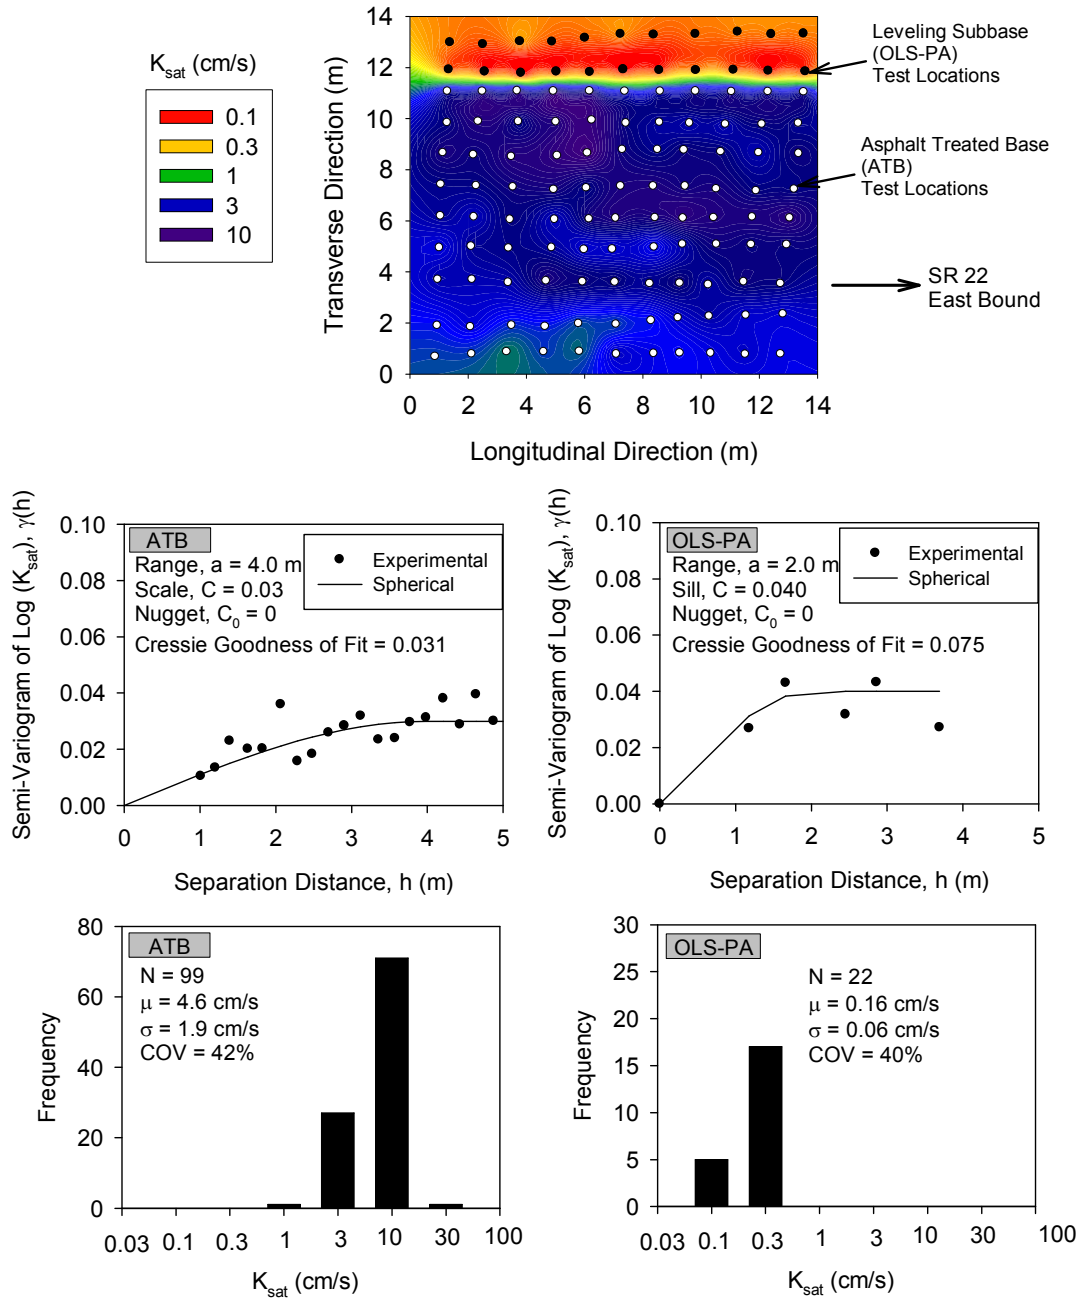 K_sat (cm/s)
0.1
0.3
1
3
10
Transverse Direction (m)
14
12
10
8
6
4
2
0
0 2 4 6 8 10 12 14
Longitudinal Direction (m)
Leveling Subbase
(OLS-PA)
Test Locations
Asphalt Treated Base
(ATB)
Test Locations
SR 22
East Bound
Semi-Variogram of Log (K_sat), γ(h)
0.10
0.08
0.06
0.04
0.02
0.00
ATB
Range, a = 4.0 m
Scale, C = 0.03
Nugget, C_0 = 0
Cressie Goodness of Fit = 0.031
Experimental
Spherical
0 1 2 3 4 5
Separation Distance, h (m)
Semi-Variogram of Log (K_sat), γ(h)
0.10
0.08
0.06
0.04
0.02
0.00
OLS-PA
Range, a = 2.0 m
Sill, C = 0.040
Nugget, C_0 = 0
Cressie Goodness of Fit = 0.075
Experimental
Spherical
0 1 2 3 4 5
Separation Distance, h (m)
Frequency
80
60
40
20
0
ATB
N = 99
μ = 4.6 cm/s
σ = 1.9 cm/s
COV = 42%
0.03 0.1 0.3 1 3 10 30 100
K_sat (cm/s)
Frequency
30
25
20
15
10
5
0
OLS-PA
N = 22
μ = 0.16 cm/s
σ = 0.06 cm/s
COV = 40%
0.03 0.1 0.3 1 3 10 30 100
K_sat (cm/s)